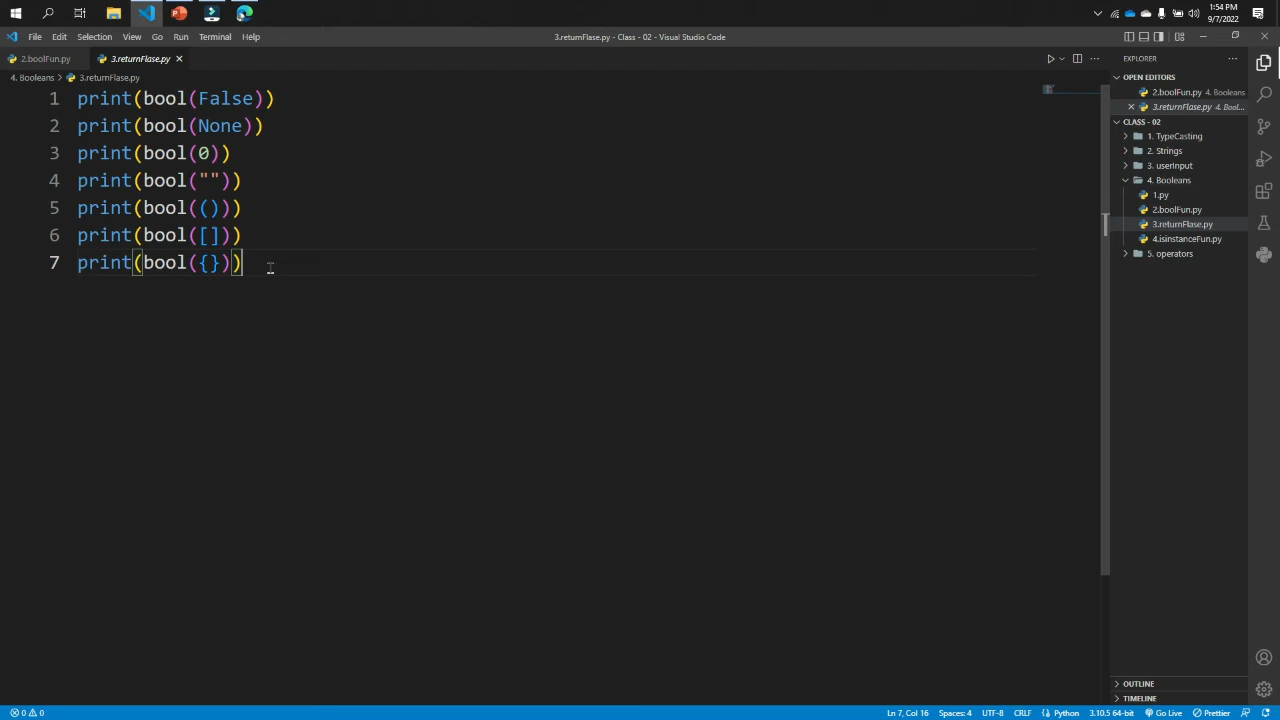 1:54 PM
9/7/2022
File Edit Selection View Go Run Terminal Help
3.returnFlase.py - Class - 02 - Visual Studio Code
2.boolFun.py
3.returnFlase.py
4. Booleans > 3.returnFlase.py
1 print(bool(False))
2 print(bool(None))
3 print(bool(0))
4 print(bool(""))
5 print(bool(()))
6 print(bool([]))
7 print(bool({}))
EXPLORER
OPEN EDITORS
2.boolFun.py 4. Booleans
3.returnFlase.py 4. Bool...
CLASS - 02
1. TypeCasting
2. Strings
3. userInput
4. Booleans
1.py
2.boolFun.py
3.returnFlase.py
4.isinstanceFun.py
5. operators
OUTLINE
TIMELINE
0 0
Ln 7, Col 16 Spaces: 4 UTF-8 CRLF Python 3.10.5 64-bit Go Live Prettier